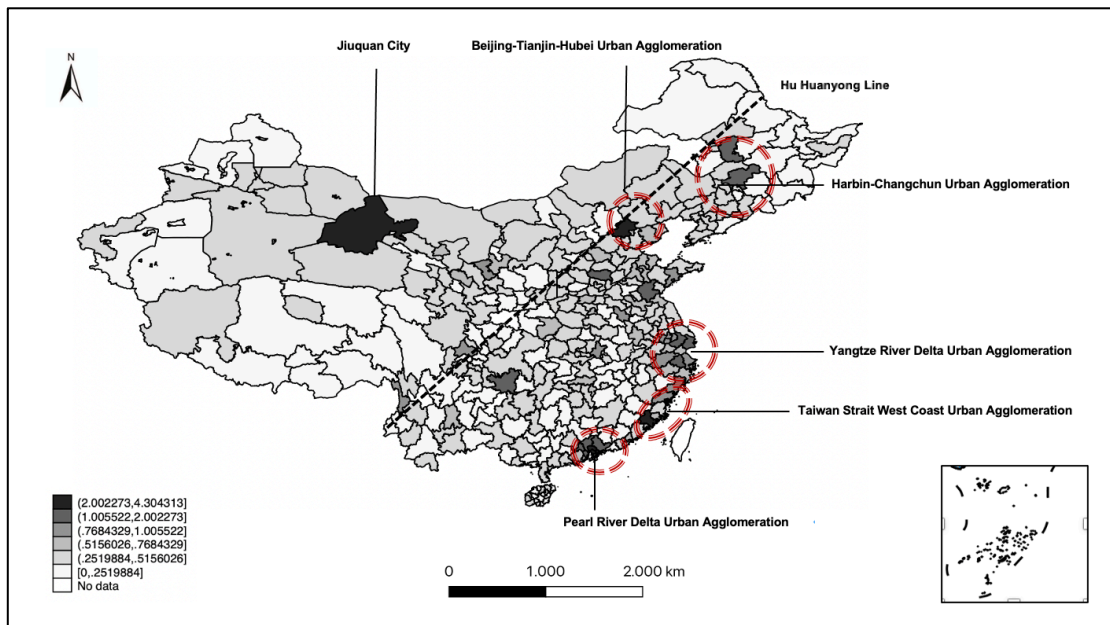 Jiuquan City
Beijing-Tianjin-Hubei Urban Agglomeration
N
Hu Huanyong Line
Harbin-Changchun Urban Agglomeration
Yangtze River Delta Urban Agglomeration
Taiwan Strait West Coast Urban Agglomeration
Pearl River Delta Urban Agglomeration
(2.002273,4.304313]
(1.005522,2.002273]
(.7684329,1.005522]
(.5156026,.7684329]
(.2519884,.5156026]
[0,.2519884]
No data
0 1.000 2.000 km